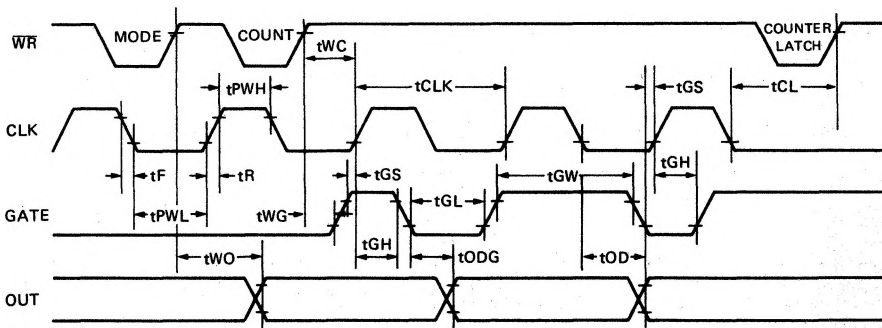 WR
MODE
COUNT
COUNTER
LATCH
tWC
tPWH
tCLK
tGS
tCL
CLK
tF
tR
tGS
tGW
tGH
tPWL
tWG
tGL
GATE
tWO
tGH
tODG
tOD
OUT